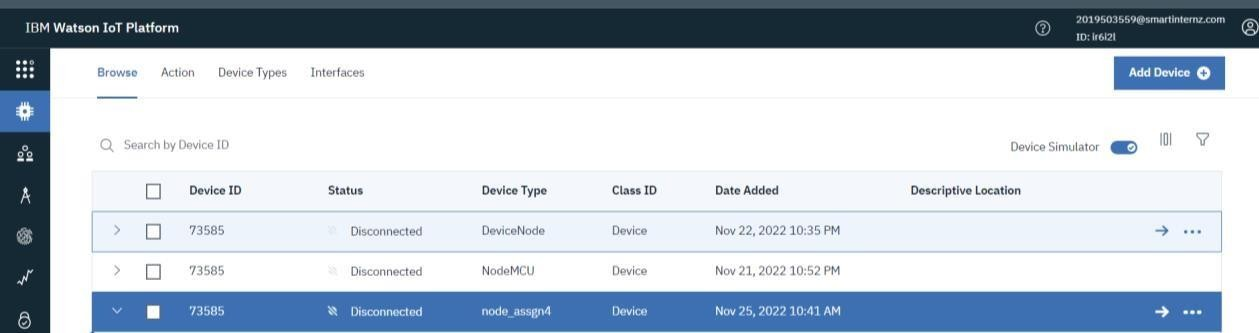 IBM Watson IoT Platform
2019503559@smartinternz.com
ID: ir6l2l
Browse Action Device Types Interfaces
Add Device
Search by Device ID
Device Simulator
Device ID Status Device Type Class ID Date Added Descriptive Location
73585 Disconnected DeviceNode Device Nov 22, 2022 10:35 PM
73585 Disconnected NodeMCU Device Nov 21, 2022 10:52 PM
73585 Disconnected node_assgn4 Device Nov 25, 2022 10:41 AM